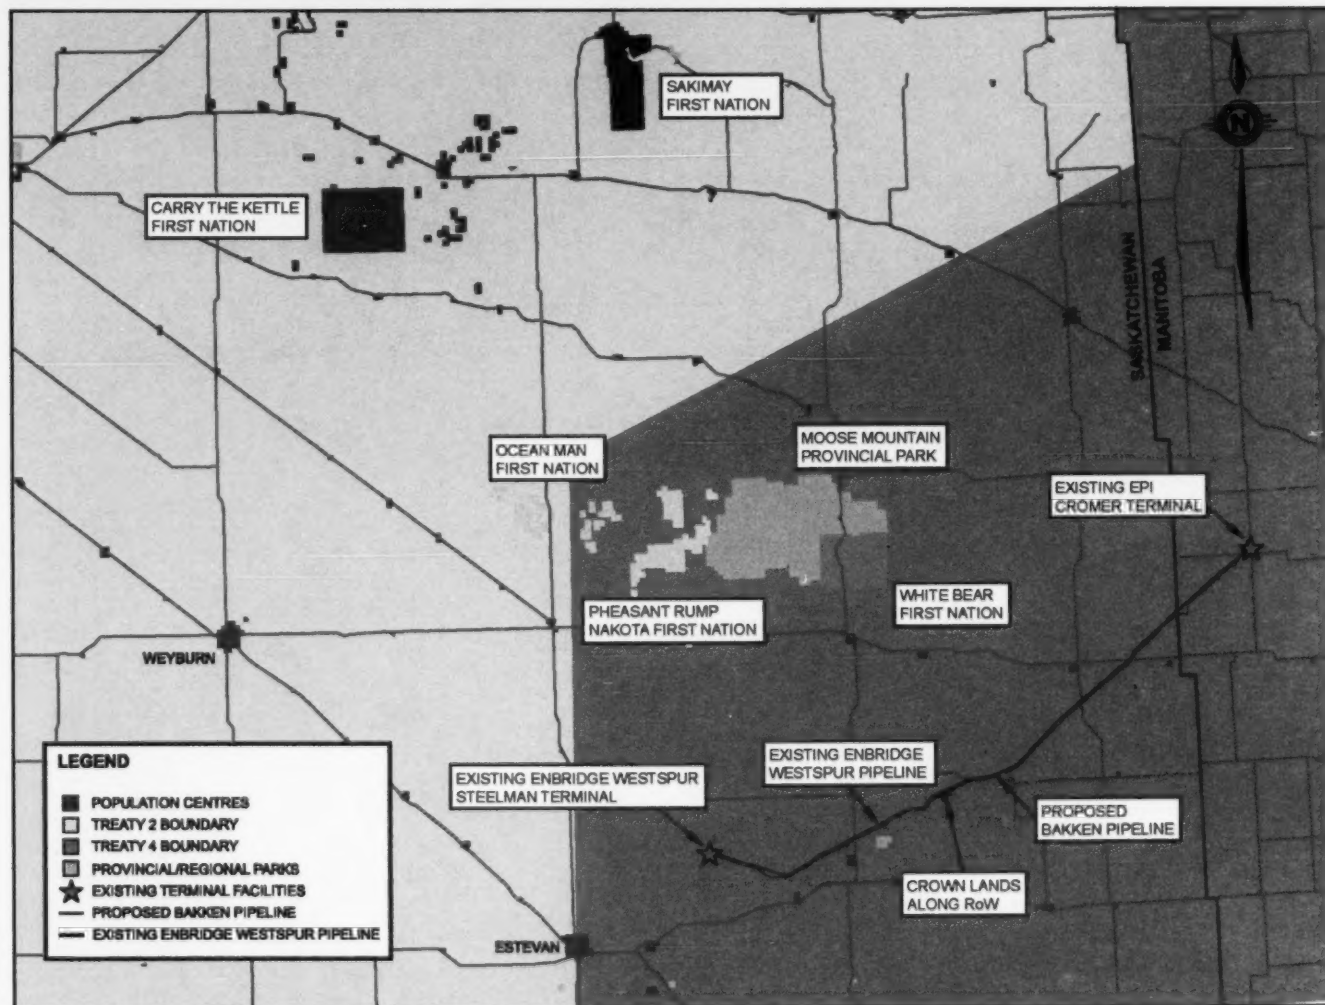 SAKIMAY
FIRST NATION
N
CARRY THE KETTLE
FIRST NATION
SASKATCHEWAN
MANITOBA
OCEAN MAN
FIRST NATION
MOOSE MOUNTAIN
PROVINCIAL PARK
EXISTING EPI
CROMER TERMINAL
PHEASANT RUMP
NAKOTA FIRST NATION
WHITE BEAR
FIRST NATION
WEYBURN
LEGEND
POPULATION CENTRES
TREATY 2 BOUNDARY
TREATY 4 BOUNDARY
PROVINCIAL/REGIONAL PARKS
EXISTING TERMINAL FACILITIES
PROPOSED BAKKEN PIPELINE
EXISTING ENBRIDGE WESTSPUR PIPELINE
EXISTING ENBRIDGE WESTSPUR
STEELMAN TERMINAL
EXISTING ENBRIDGE
WESTSPUR PIPELINE
PROPOSED
BAKKEN PIPELINE
CROWN LANDS
ALONG RoW
ESTEVAN